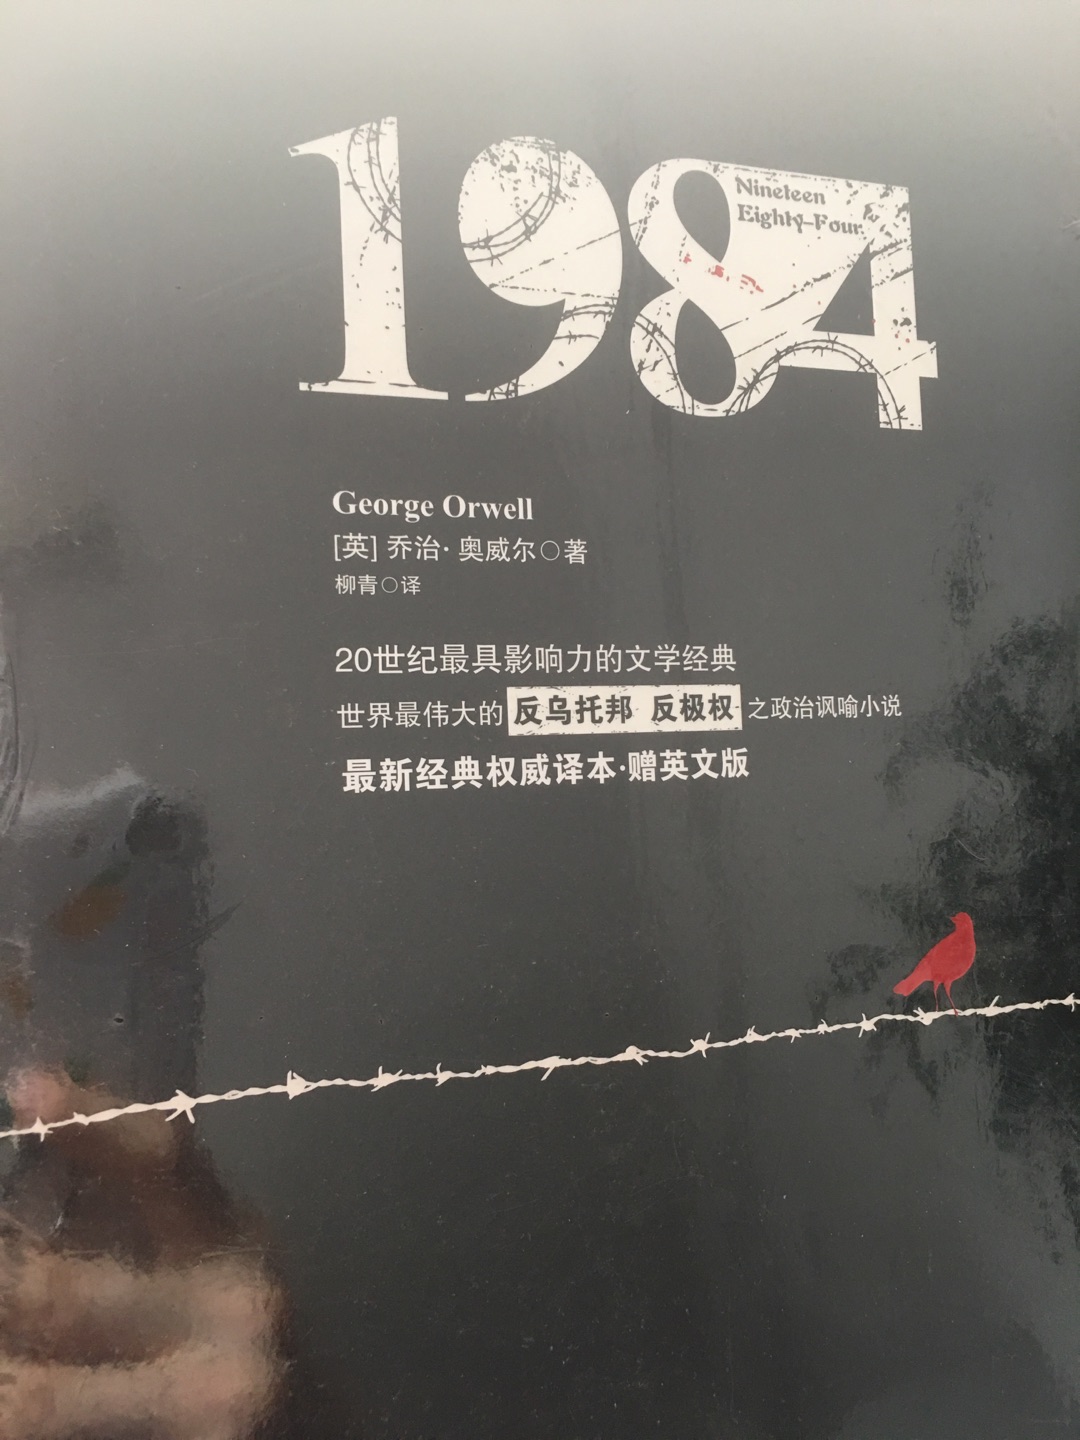 1984
Nineteen
Eighty-Four
George Orwell
[英] 乔治·奥威尔○著
柳青○译
20世纪最具影响力的文学经典
世界最伟大的 反乌托邦 反极权 之政治讽喻小说
最新经典权威译本·赠英文版